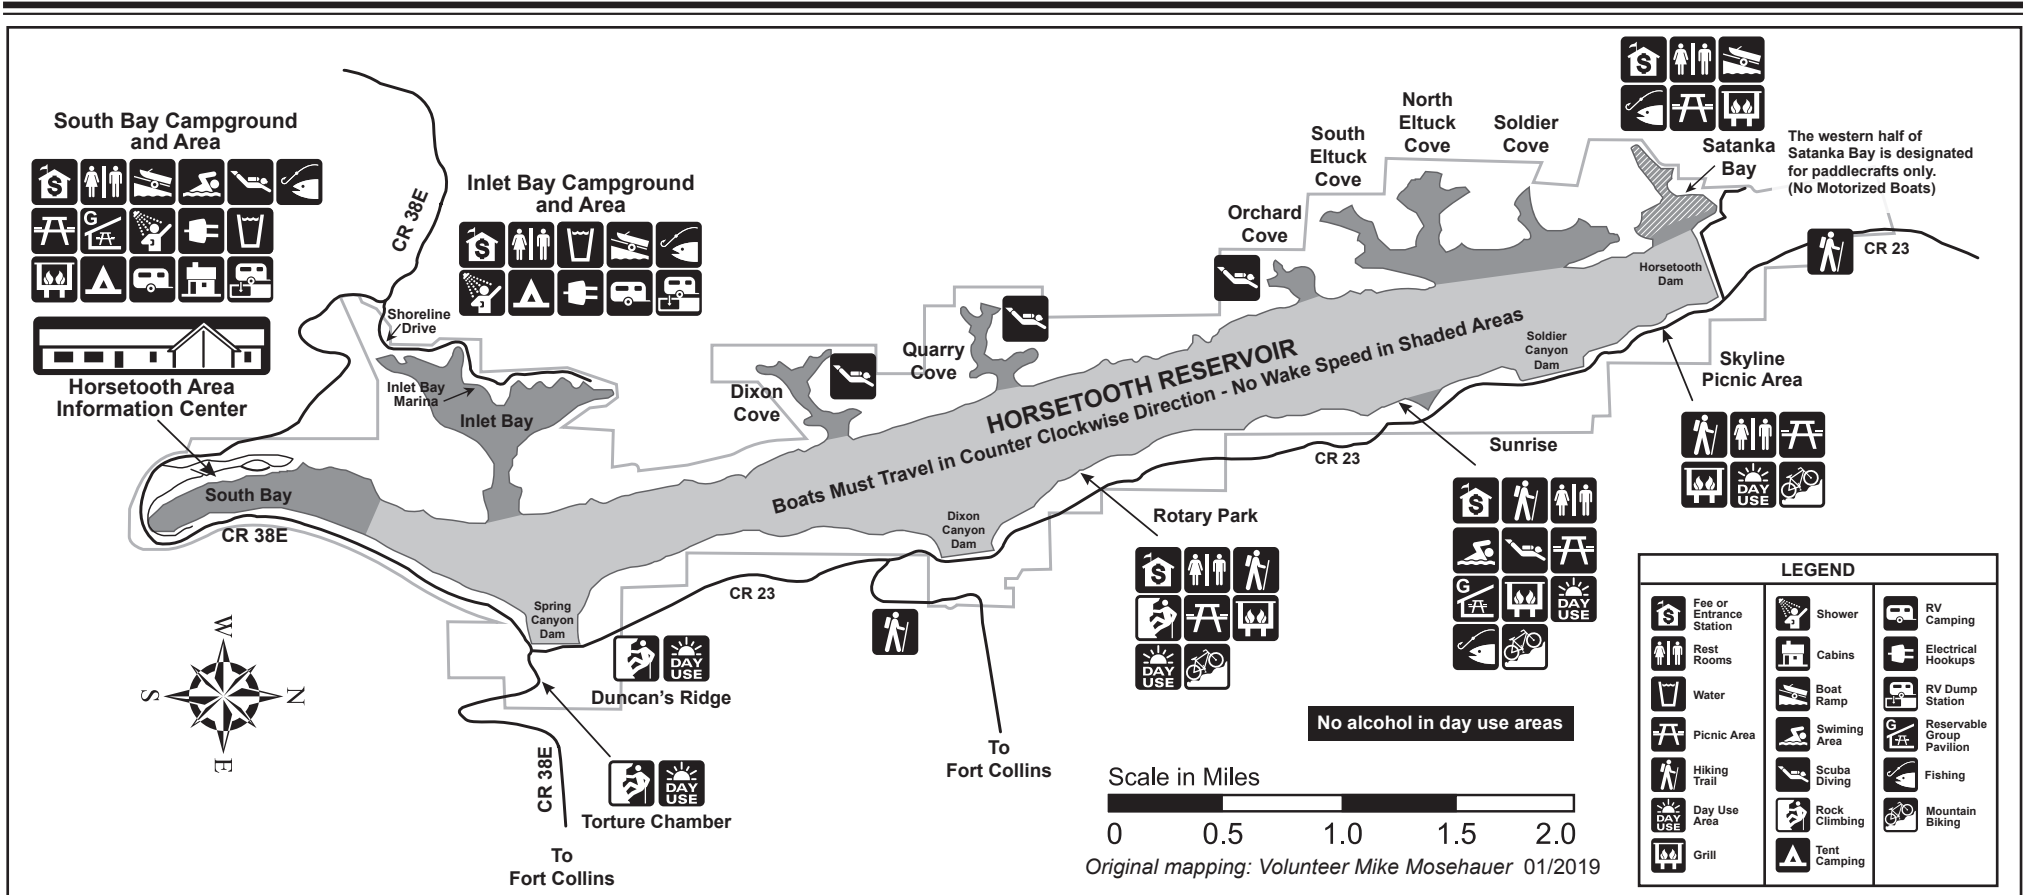 South Bay Campground
and Area
Horsetooth Area
Information Center
CR 38E
Inlet Bay Campground
and Area
Shoreline
Drive
Inlet Bay
Marina
Inlet Bay
South Bay
CR 38E
Dixon
Cove
Quarry
Cove
Orchard
Cove
South
Eltuck
Cove
North
Eltuck
Cove
Soldier
Cove
Satanka
Bay
The western half of
Satanka Bay is designated
for paddlecrafts only.
(No Motorized Boats)
CR 23
Horsetooth
Dam
Soldier
Canyon
Dam
HORSETOOTH RESERVOIR
Boats Must Travel in Counter Clockwise Direction - No Wake Speed in Shaded Areas
Skyline
Picnic Area
DAY
USE
Sunrise
G
DAY
USE
CR 23
Rotary Park
DAY
USE
Dixon
Canyon
Dam
CR 23
Spring
Canyon
Dam
DAY
USE
Duncan's Ridge
DAY
USE
Torture Chamber
CR 38E
To
Fort Collins
To
Fort Collins
W
N
S
E
G
$
$
$
$
$
No alcohol in day use areas
Scale in Miles
0 0.5 1.0 1.5 2.0
Original mapping: Volunteer Mike Mosehauer 01/2019
LEGEND
$ Fee or
Entrance
Station
Rest
Rooms
Water
Picnic Area
Hiking
Trail
DAY
USE
Day Use
Area
Grill
Shower
Cabins
Boat
Ramp
Swiming
Area
Scuba
Diving
Rock
Climbing
Tent
Camping
RV
Camping
Electrical
Hookups
RV Dump
Station
G
Reservable
Group
Pavilion
Fishing
Mountain
Biking